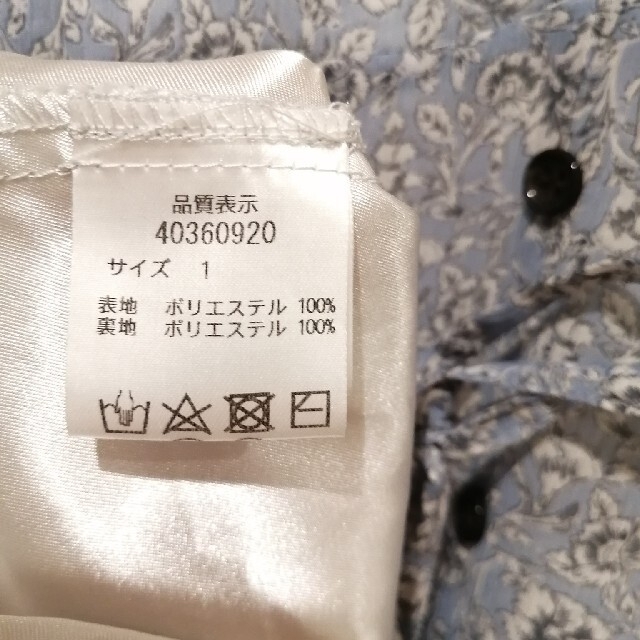 品質表示
40360920
サイズ 1
表地 ポリエステル 100%
裏地 ポリエステル 100%